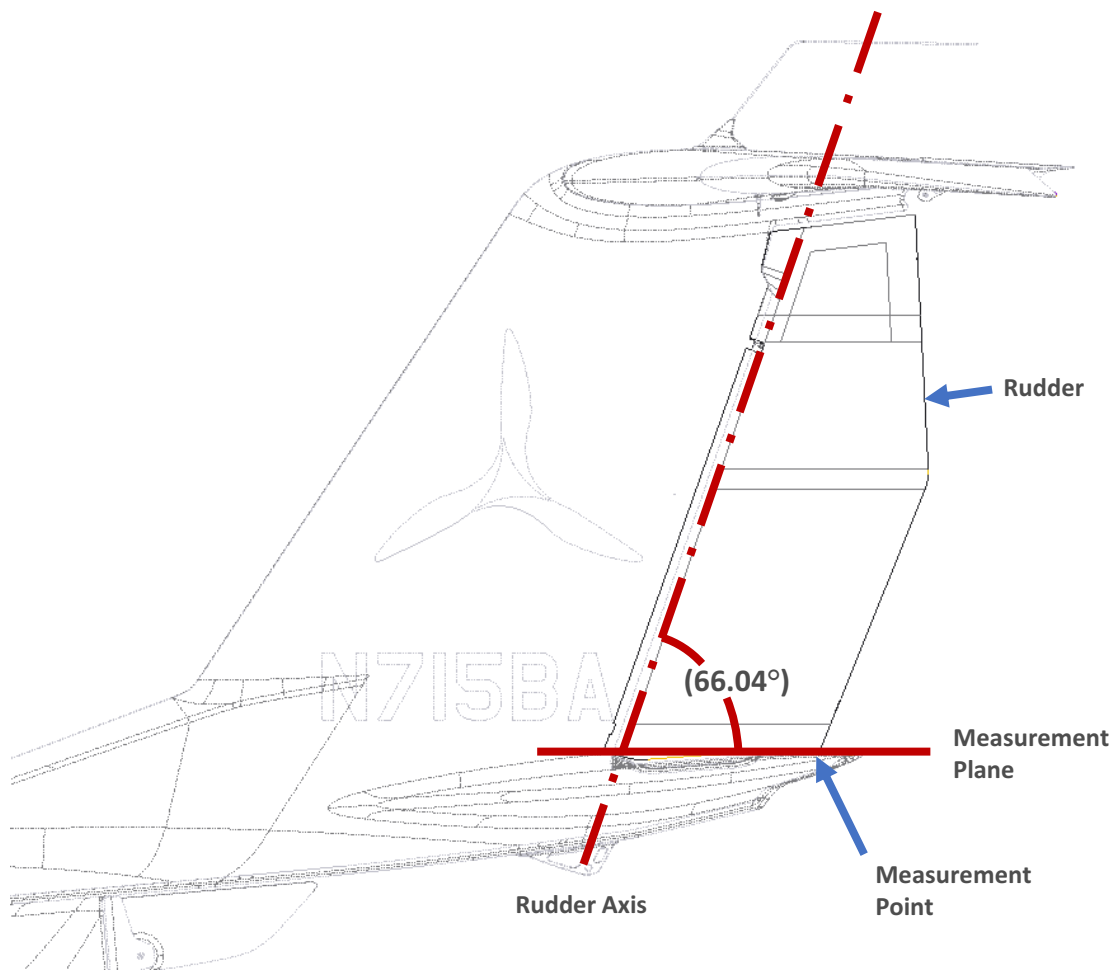 Rudder
N715BA
(66.04°)
Measurement
Plane
Measurement
Point
Rudder Axis